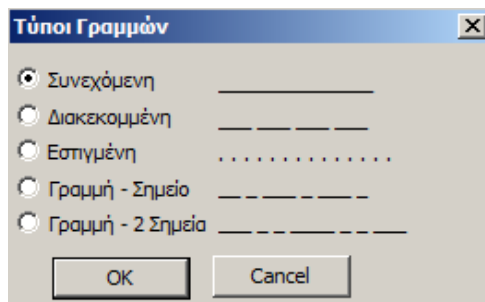 Τύποι Γραμμών
Συνεχόμενη
Διακεκομμένη
Εστιγμένη
Γραμμή - Σημείο
Γραμμή - 2 Σημεία
OK Cancel